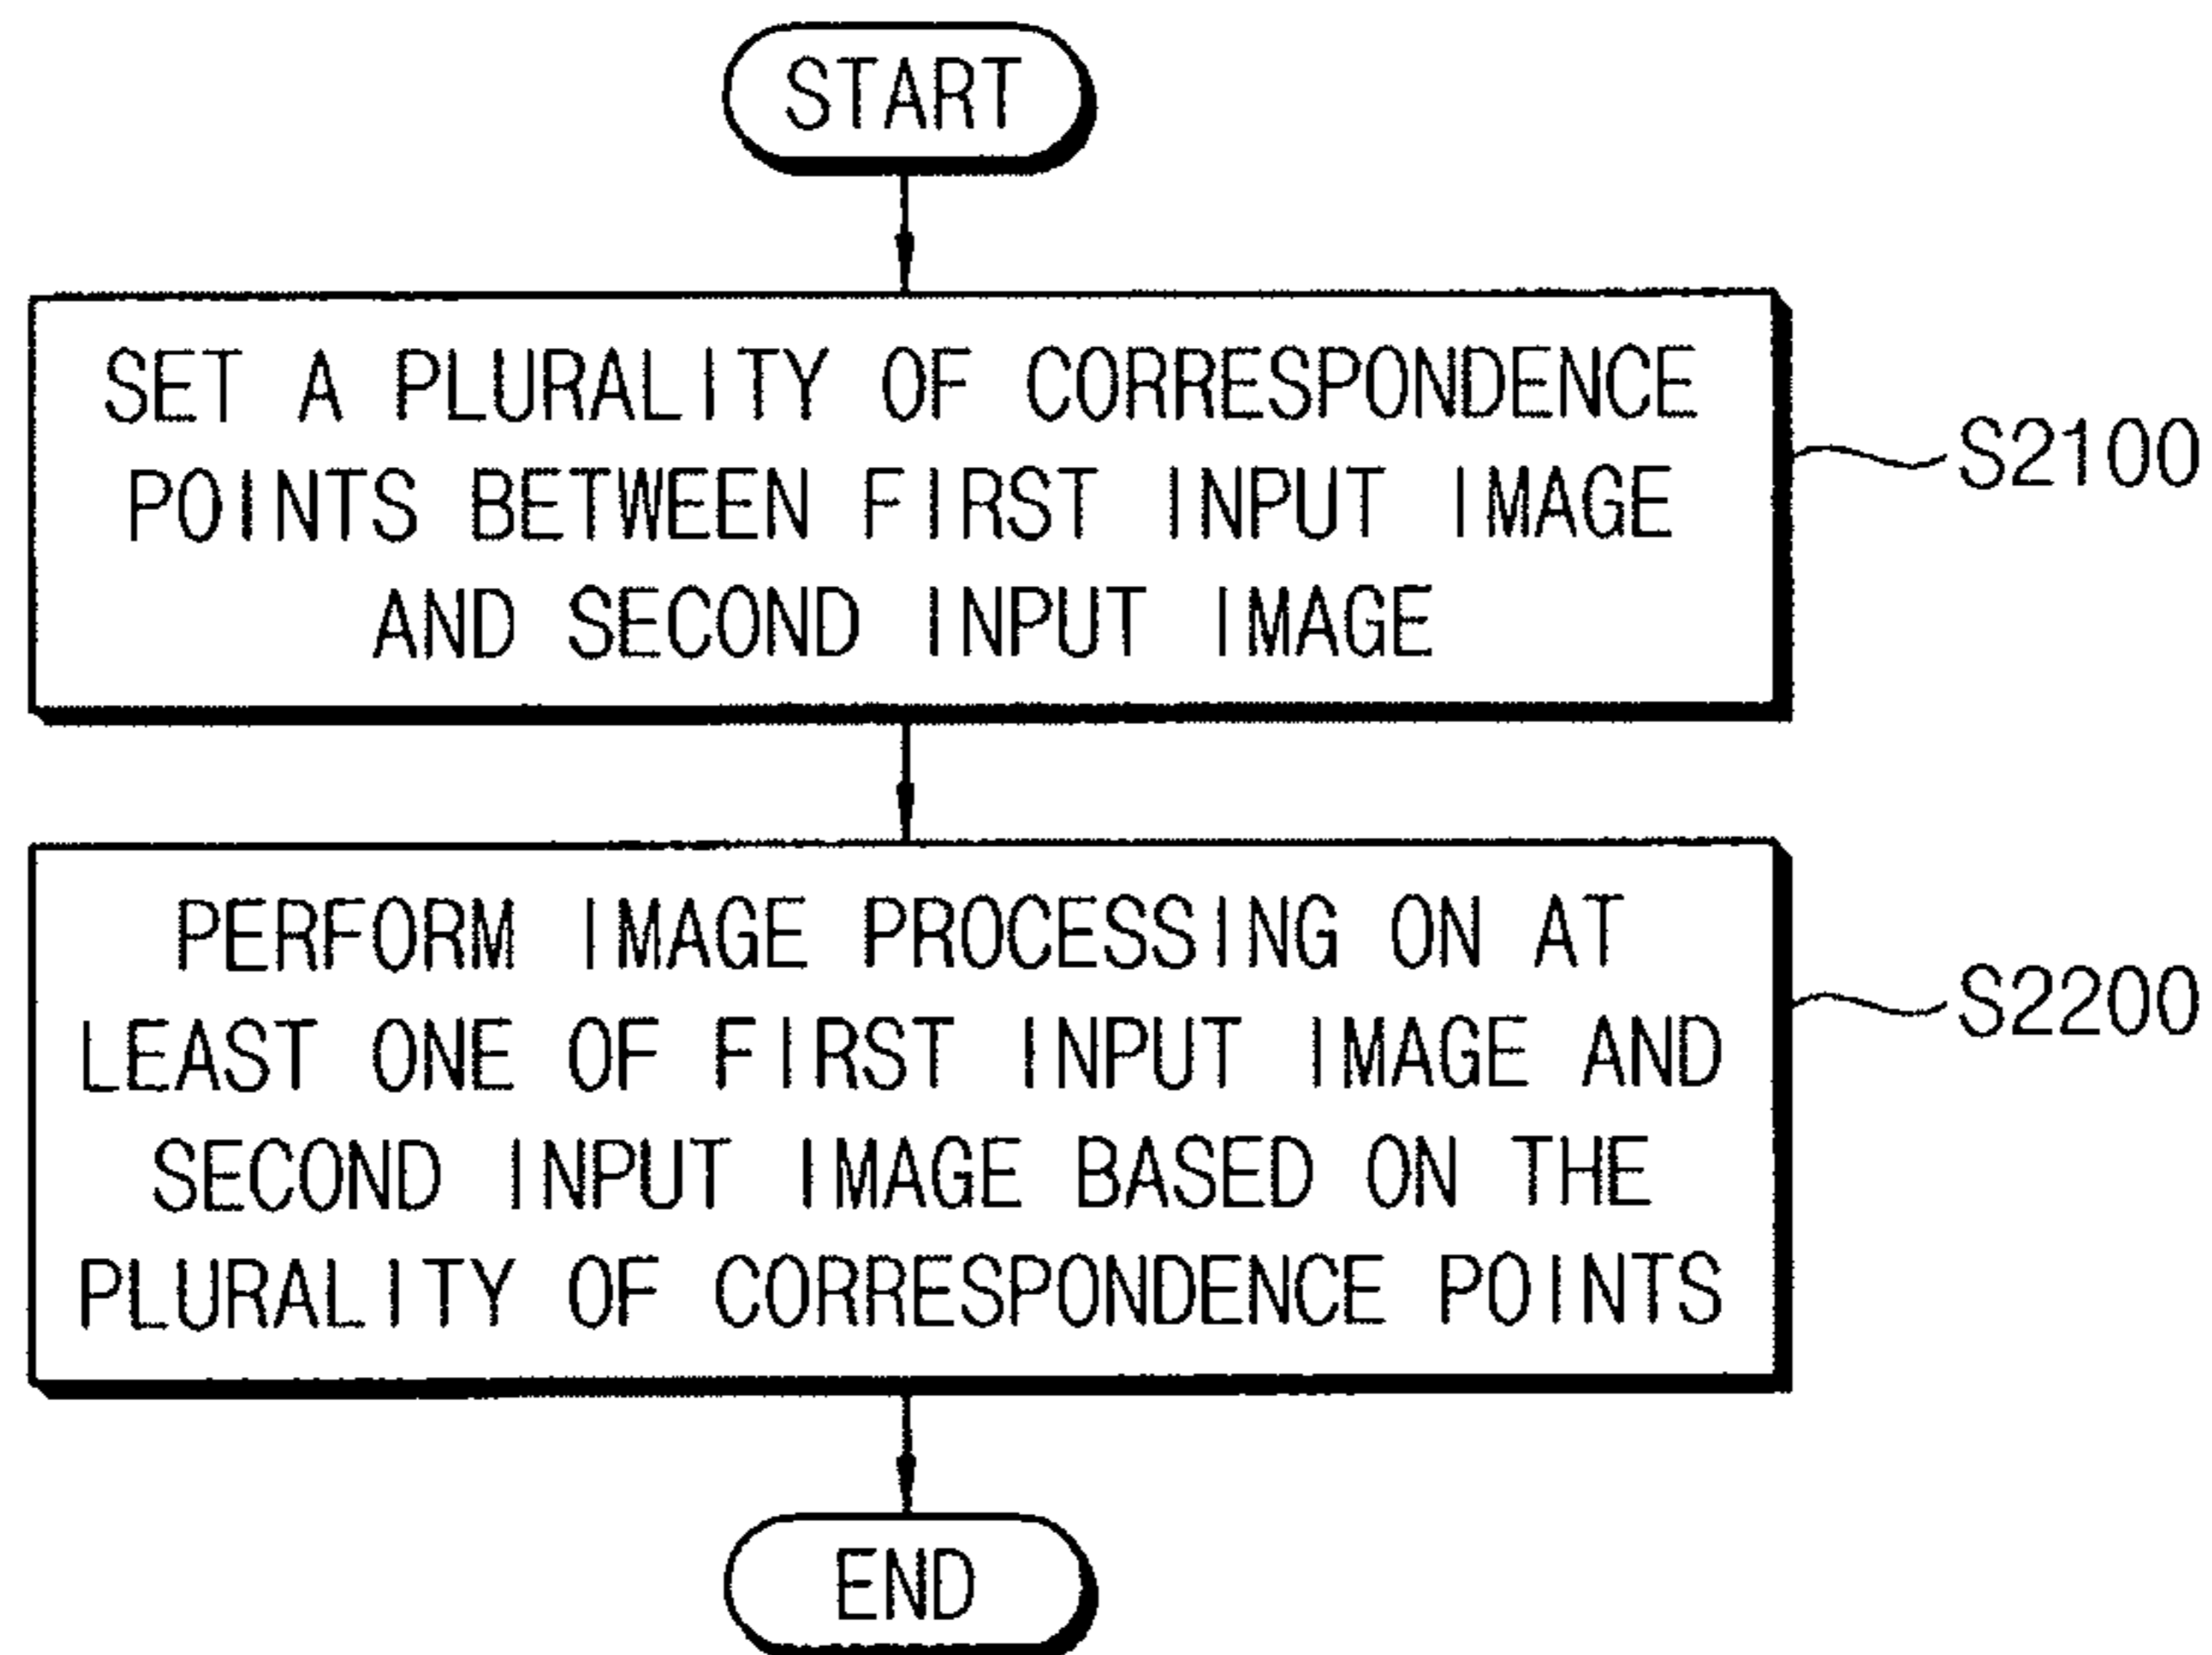 START
SET A PLURALITY OF CORRESPONDENCE
POINTS BETWEEN FIRST INPUT IMAGE
AND SECOND INPUT IMAGE
S2100
PERFORM IMAGE PROCESSING ON AT
LEAST ONE OF FIRST INPUT IMAGE AND
SECOND INPUT IMAGE BASED ON THE
PLURALITY OF CORRESPONDENCE POINTS
S2200
END